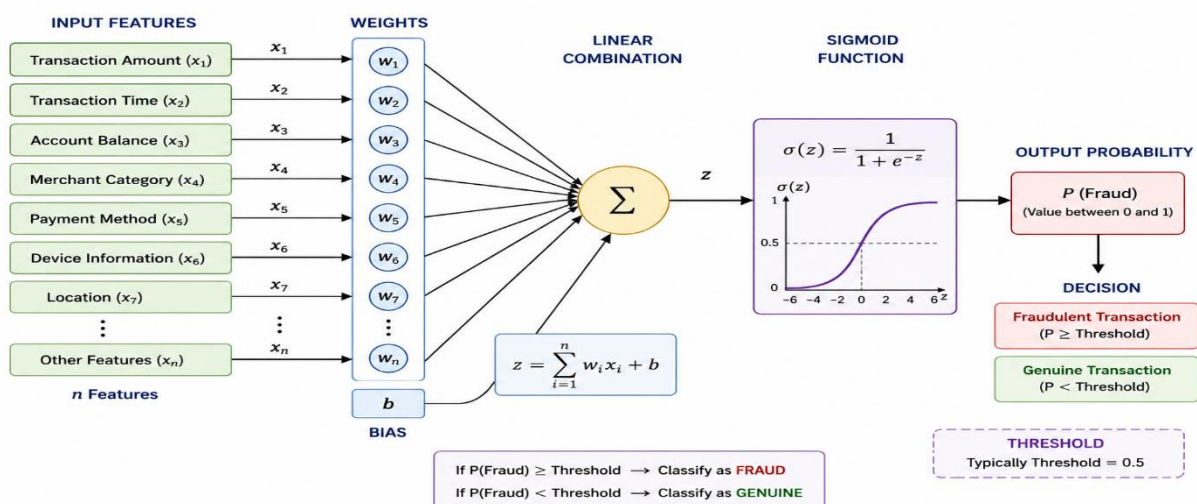 INPUT FEATURES
Transaction Amount (x₁)
Transaction Time (x₂)
Account Balance (x₃)
Merchant Category (x₄)
Payment Method (x₅)
Device Information (x₆)
Location (x₇)
⋮
Other Features (xₙ)
n Features
x₁
x₂
x₃
x₄
x₅
x₆
x₇
⋮
xₙ
WEIGHTS
w₁
w₂
w₃
w₄
w₅
w₆
w₇
⋮
wₙ
b
BIAS
LINEAR
COMBINATION
Σ
z = ∑ᵢ₌₁ⁿ wᵢxᵢ + b
z
SIGMOID
FUNCTION
σ(z) = 1 / (1 + e⁻ᶻ)
σ(z)
1
0.5
0
-6 -4 -2 0 2 4 6 z
OUTPUT PROBABILITY
P (Fraud)
(Value between 0 and 1)
DECISION
Fraudulent Transaction
(P ≥ Threshold)
Genuine Transaction
(P < Threshold)
THRESHOLD
Typically Threshold = 0.5
If P(Fraud) ≥ Threshold → Classify as FRAUD
If P(Fraud) < Threshold → Classify as GENUINE